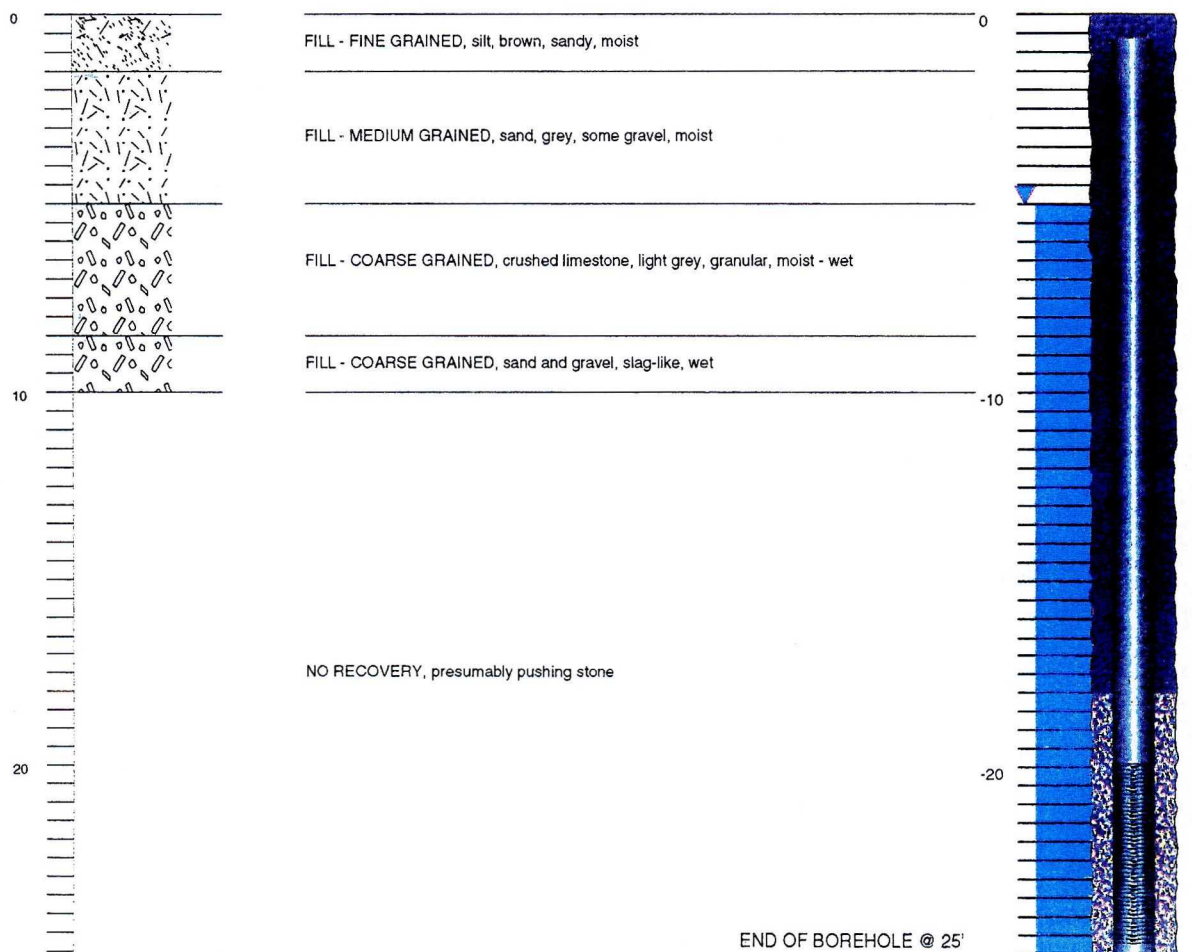 0
0
FILL - FINE GRAINED, silt, brown, sandy, moist
FILL - MEDIUM GRAINED, sand, grey, some gravel, moist
FILL - COARSE GRAINED, crushed limestone, light grey, granular, moist - wet
FILL - COARSE GRAINED, sand and gravel, slag-like, wet
10
-10
NO RECOVERY, presumably pushing stone
20
-20
END OF BOREHOLE @ 25'